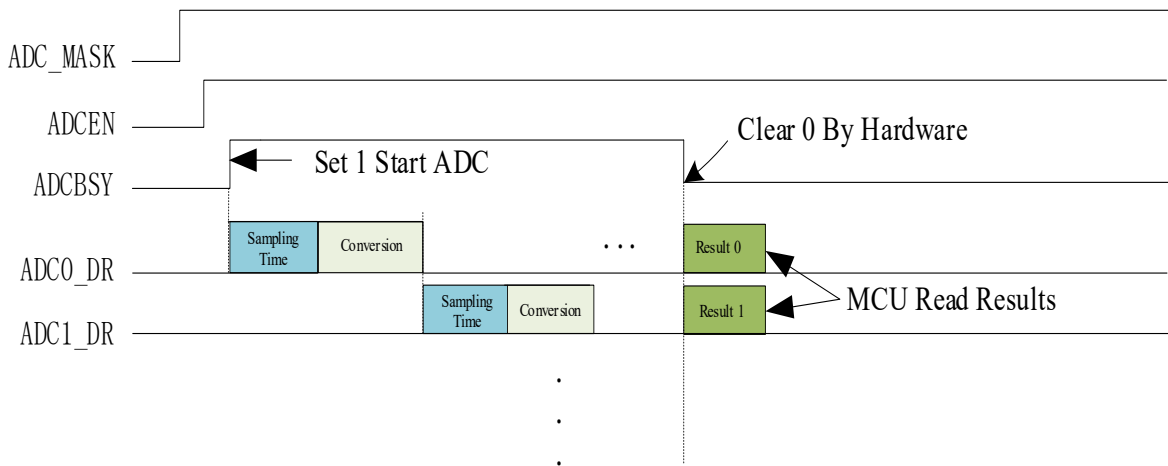 ADC_MASK
ADCEN
Clear 0 By Hardware
Set 1 Start ADC
ADCBSY
Sampling
Time
Conversion
...
Result 0
ADC0_DR
MCU Read Results
Sampling
Time
Conversion
Result 1
ADC1_DR